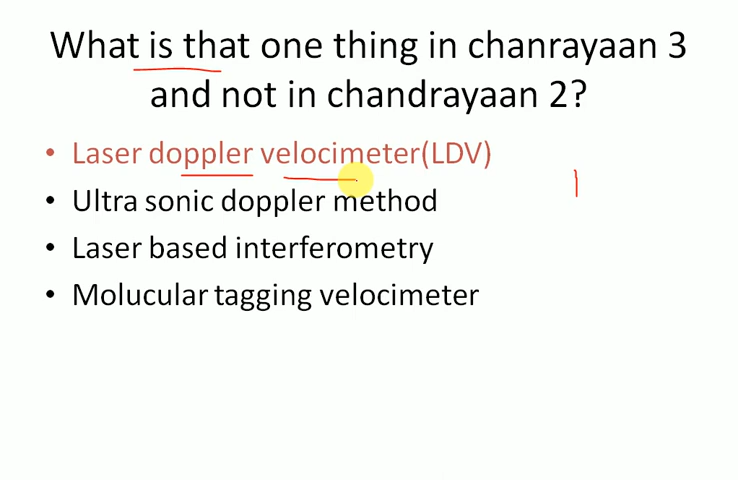 What is that one thing in chanrayaan 3
and not in chandrayaan 2?
• Laser doppler velocimeter(LDV)
• Ultra sonic doppler method
• Laser based interferometry
• Molucular tagging velocimeter